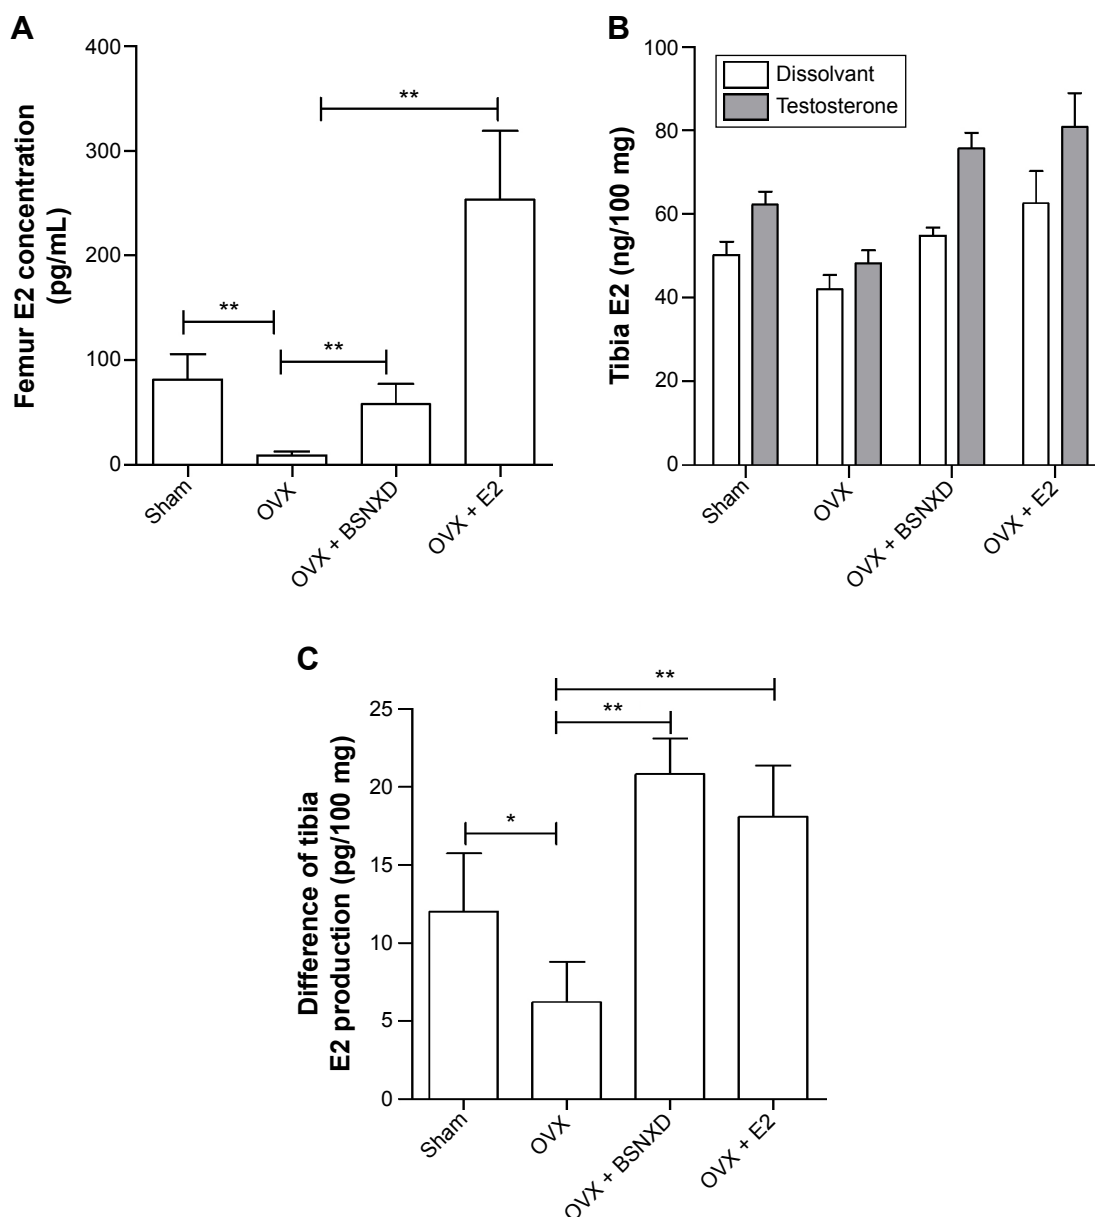 A
Femur E2 concentration
(pg/mL)
400
300
200
100
0
**
**
**
Sham
OVX
OVX + BSNXD
OVX + E2
B
Tibia E2 (ng/100 mg)
100
80
60
40
20
0
Dissolvant
Testosterone
Sham
OVX
OVX + BSNXD
OVX + E2
C
Difference of tibia
E2 production (pg/100 mg)
25
20
15
10
5
0
**
**
*
Sham
OVX
OVX + BSNXD
OVX + E2